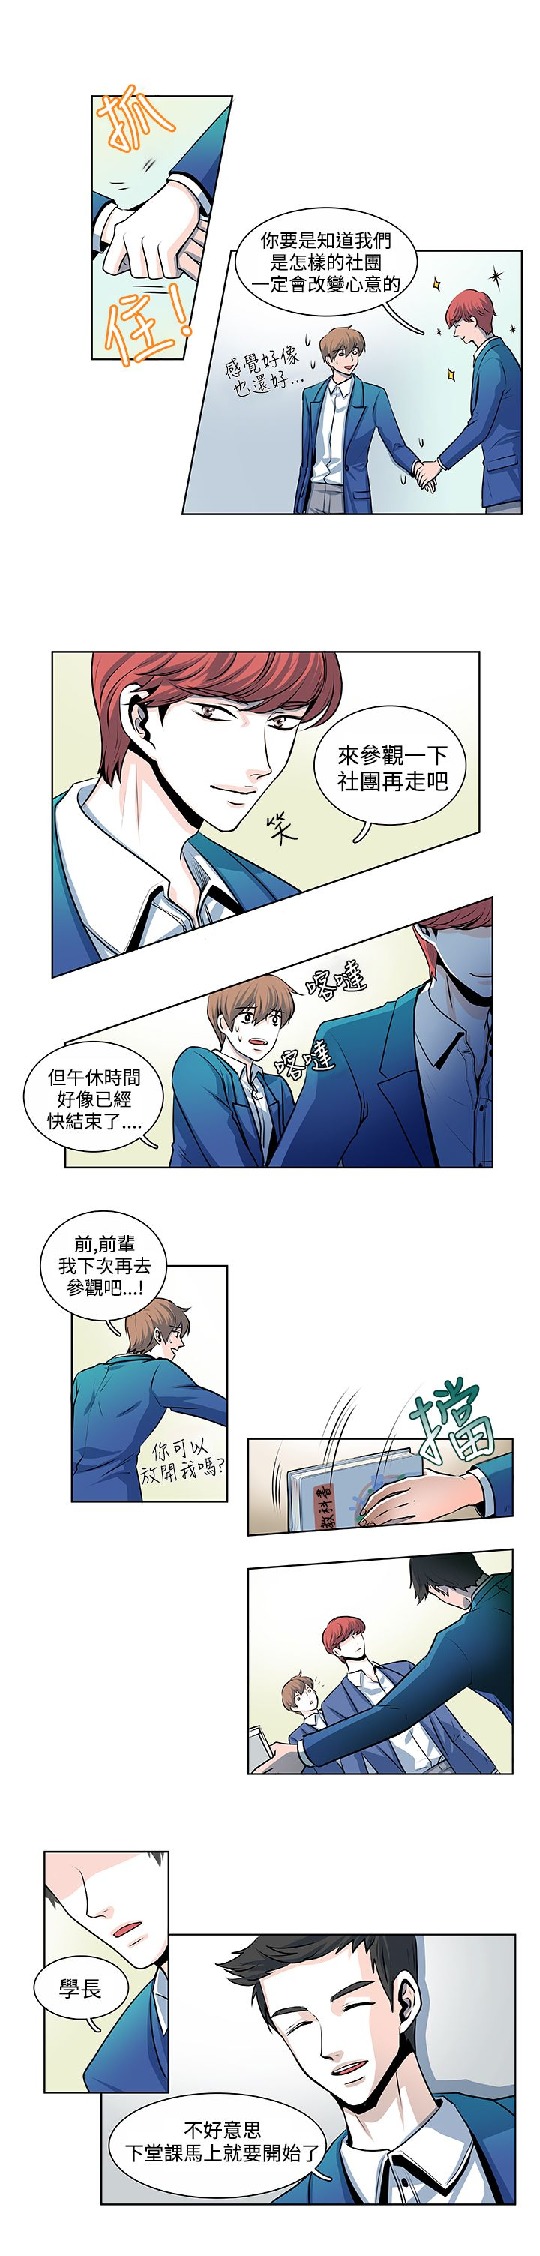 抓
住!
你要是知道我們
是怎樣的社團
一定會改變心意的
感覺好像
也還好...
來參觀一下
社團再走吧
笑
喀噠
喀噠
但午休時間
好像已經
快結束了....
前,前輩
我下次再去
參觀吧...!
你可以
放開我嗎?
擋
教科書
學長
不好意思
下堂課馬上就要開始了